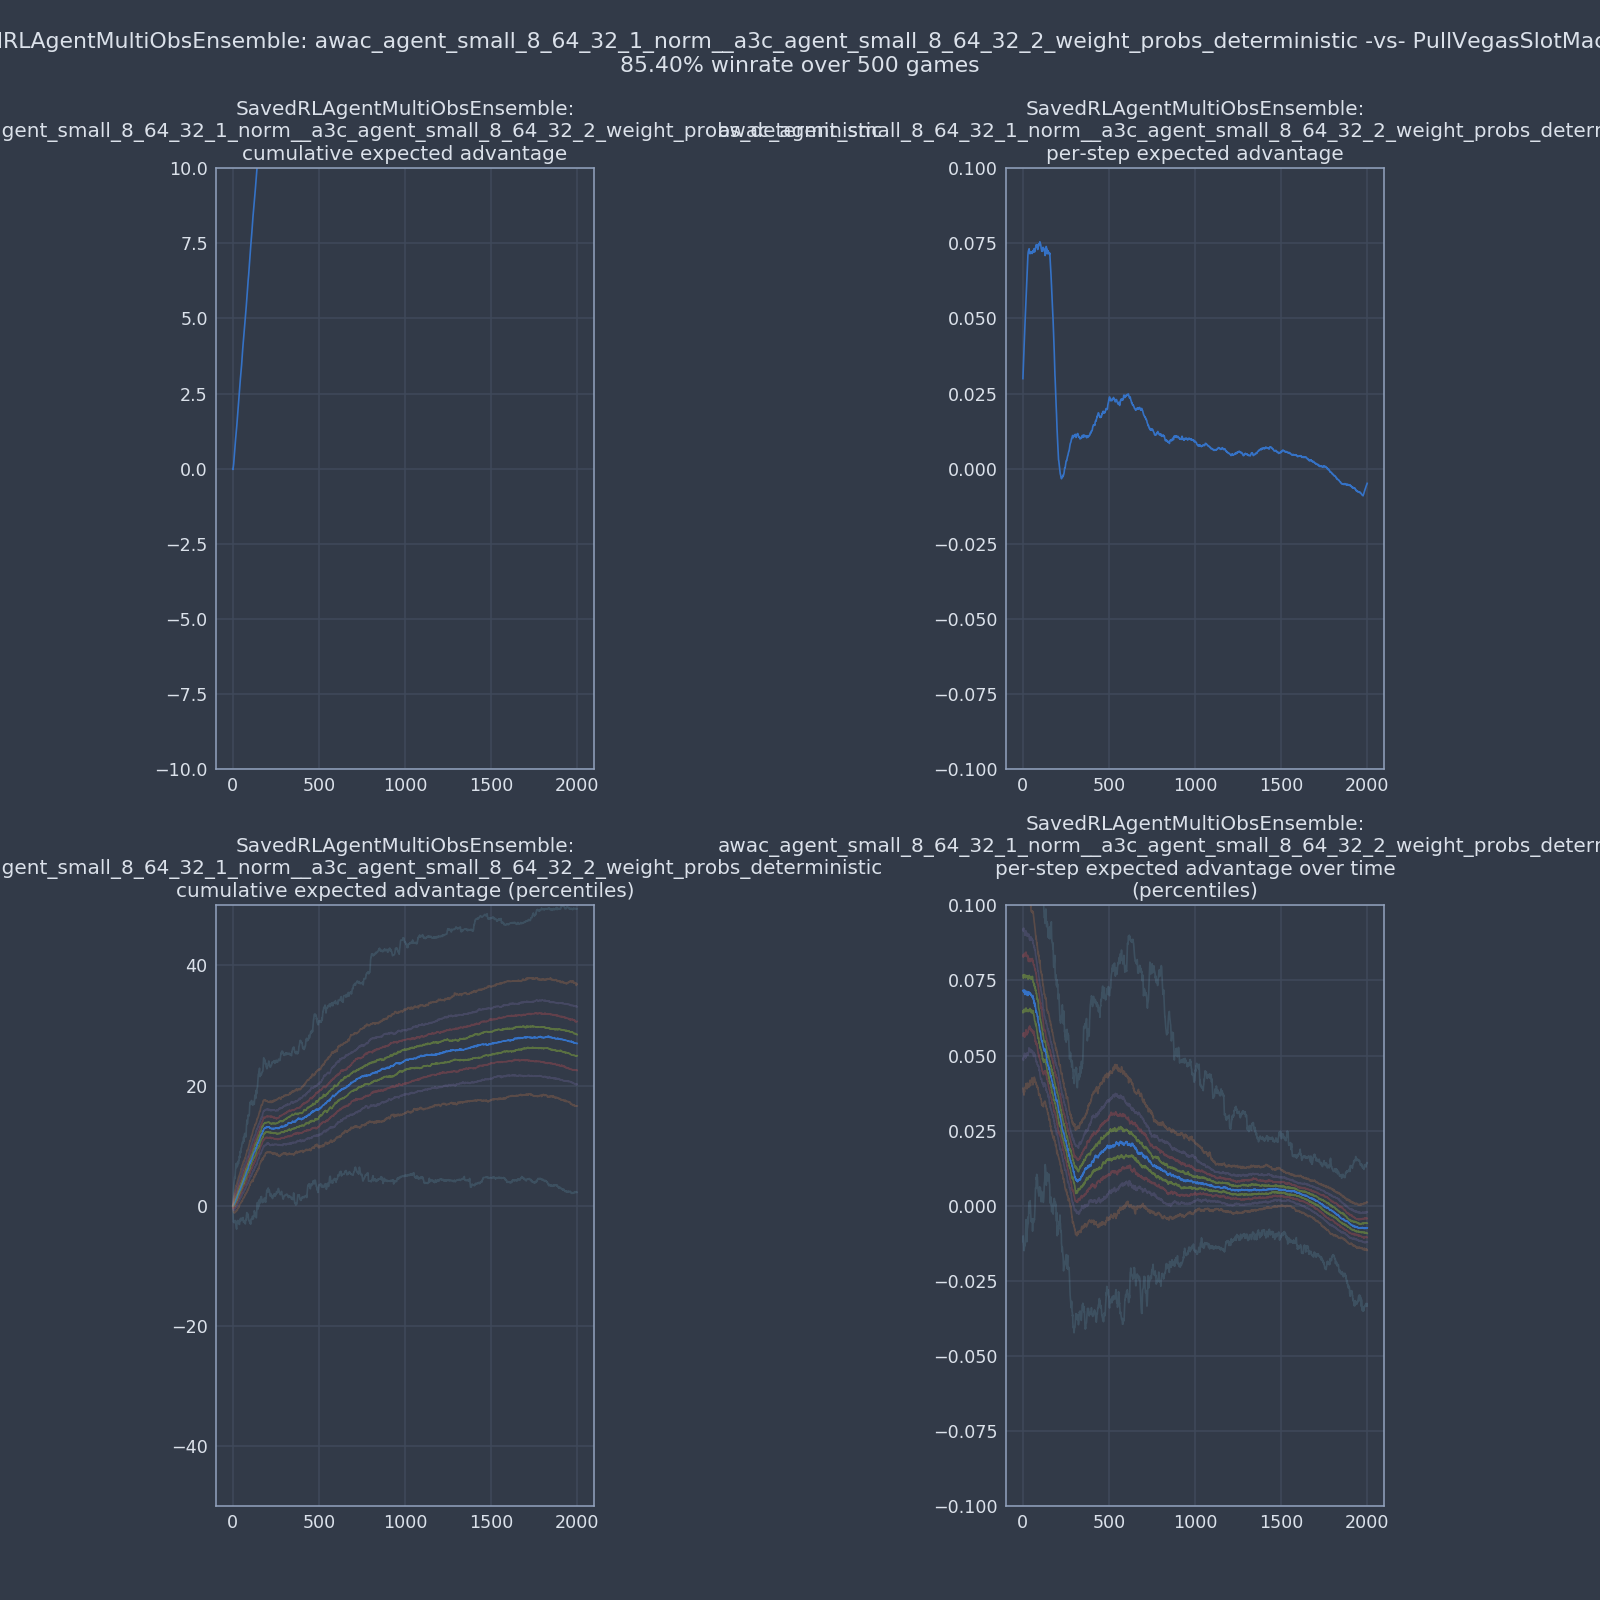 RLAgentMultiObsEnsemble: awac_agent_small_8_64_32_1_norm__a3c_agent_small_8_64_32_2_weight_probs_deterministic -vs- PullVegasSlotMac
85.40% winrate over 500 games
SavedRLAgentMultiObsEnsemble:
gent_small_8_64_32_1_norm__a3c_agent_small_8_64_32_2_weight_probs_deterministic
cumulative expected advantage
10.0
7.5
5.0
2.5
0.0
−2.5
−5.0
−7.5
−10.0
0 500 1000 1500 2000
SavedRLAgentMultiObsEnsemble:
awac_agent_small_8_64_32_1_norm__a3c_agent_small_8_64_32_2_weight_probs_deterr
per-step expected advantage
0.100
0.075
0.050
0.025
0.000
−0.025
−0.050
−0.075
−0.100
0 500 1000 1500 2000
SavedRLAgentMultiObsEnsemble:
gent_small_8_64_32_1_norm__a3c_agent_small_8_64_32_2_weight_probs_deterministic
cumulative expected advantage (percentiles)
40
20
0
−20
−40
0 500 1000 1500 2000
SavedRLAgentMultiObsEnsemble:
awac_agent_small_8_64_32_1_norm__a3c_agent_small_8_64_32_2_weight_probs_deterr
per-step expected advantage over time
(percentiles)
0.100
0.075
0.050
0.025
0.000
−0.025
−0.050
−0.075
−0.100
0 500 1000 1500 2000